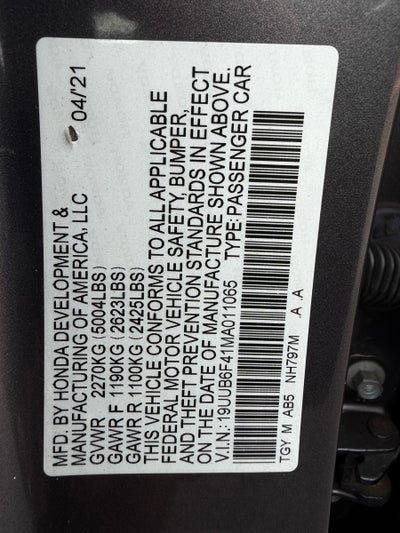 MFD. BY HONDA DEVELOPMENT &
MANUFACTURING OF AMERICA, LLC 04/'21
GVWR 2270KG (5004LBS)
GAWR F 1190KG (2623LBS)
GAWR R 1100KG (2425LBS)
THIS VEHICLE CONFORMS TO ALL APPLICABLE
FEDERAL MOTOR VEHICLE SAFETY, BUMPER,
AND THEFT PREVENTION STANDARDS IN EFFECT
ON THE DATE OF MANUFACTURE SHOWN ABOVE.
V.I.N.: 19UUB6F41MA011065 TYPE: PASSENGER CAR
TGY M AB5 NH797M A .A